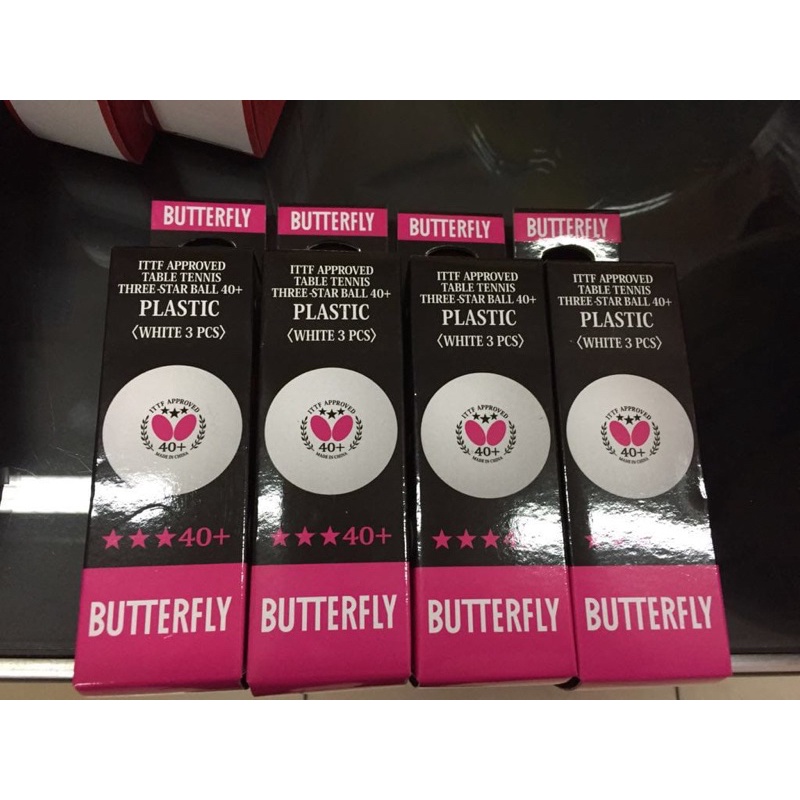 BUTTERFLY
ITTF APPROVED
TABLE TENNIS
THREE-STAR BALL 40+
PLASTIC
〈WHITE 3 PCS〉
ITTF APPROVED
40+
MADE IN CHINA
★★★40+
BUTTERFLY
BUTTERFLY
ITTF APPROVED
TABLE TENNIS
THREE-STAR BALL 40+
PLASTIC
〈WHITE 3 PCS〉
ITTF APPROVED
40+
MADE IN CHINA
★★★40+
BUTTERFLY
BUTTERFLY
ITTF APPROVED
TABLE TENNIS
THREE-STAR BALL 40+
PLASTIC
〈WHITE 3 PCS〉
ITTF APPROVED
40+
MADE IN CHINA
★★★4
BUTTERFLY
BUTTERFLY
ITTF APPROVED
TABLE TENNIS
THREE-STAR BALL 40+
PLASTIC
〈WHITE 3 PCS〉
ITTF APPROVED
40+
MADE IN CHINA
BUTTERFLY